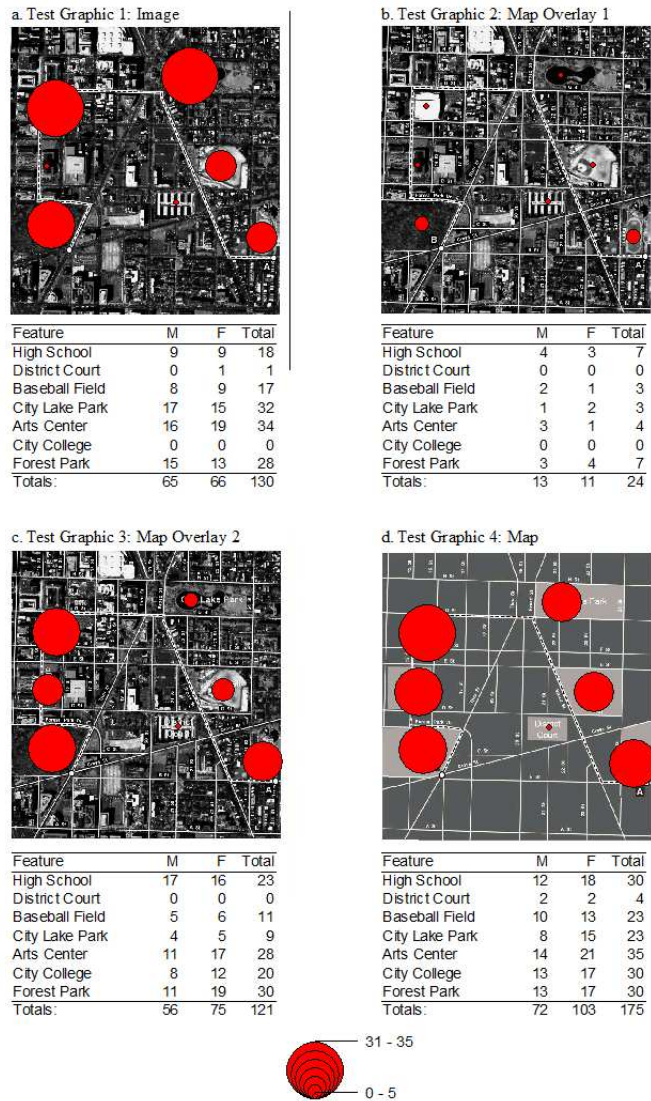 a. Test Graphic 1: Image
A
Feature M F Total
High School 9 9 18
District Court 0 1 1
Baseball Field 8 9 17
City Lake Park 17 15 32
Arts Center 16 19 34
City College 0 0 0
Forest Park 15 13 28
Totals: 65 66 130
b. Test Graphic 2: Map Overlay 1
B
A
Feature M F Total
High School 4 3 7
District Court 0 0 0
Baseball Field 2 1 3
City Lake Park 1 2 3
Arts Center 3 1 4
City College 0 0 0
Forest Park 3 4 7
Totals: 13 11 24
c. Test Graphic 3: Map Overlay 2
Lake Park
District
Court
A
Feature M F Total
High School 17 16 23
District Court 0 0 0
Baseball Field 5 6 11
City Lake Park 4 5 9
Arts Center 11 17 28
City College 8 12 20
Forest Park 11 19 30
Totals: 56 75 121
d. Test Graphic 4: Map
Park
District
Court
A
Feature M F Total
High School 12 18 30
District Court 2 2 4
Baseball Field 10 13 23
City Lake Park 8 15 23
Arts Center 14 21 35
City College 13 17 30
Forest Park 13 17 30
Totals: 72 103 175
31 - 35
0 - 5